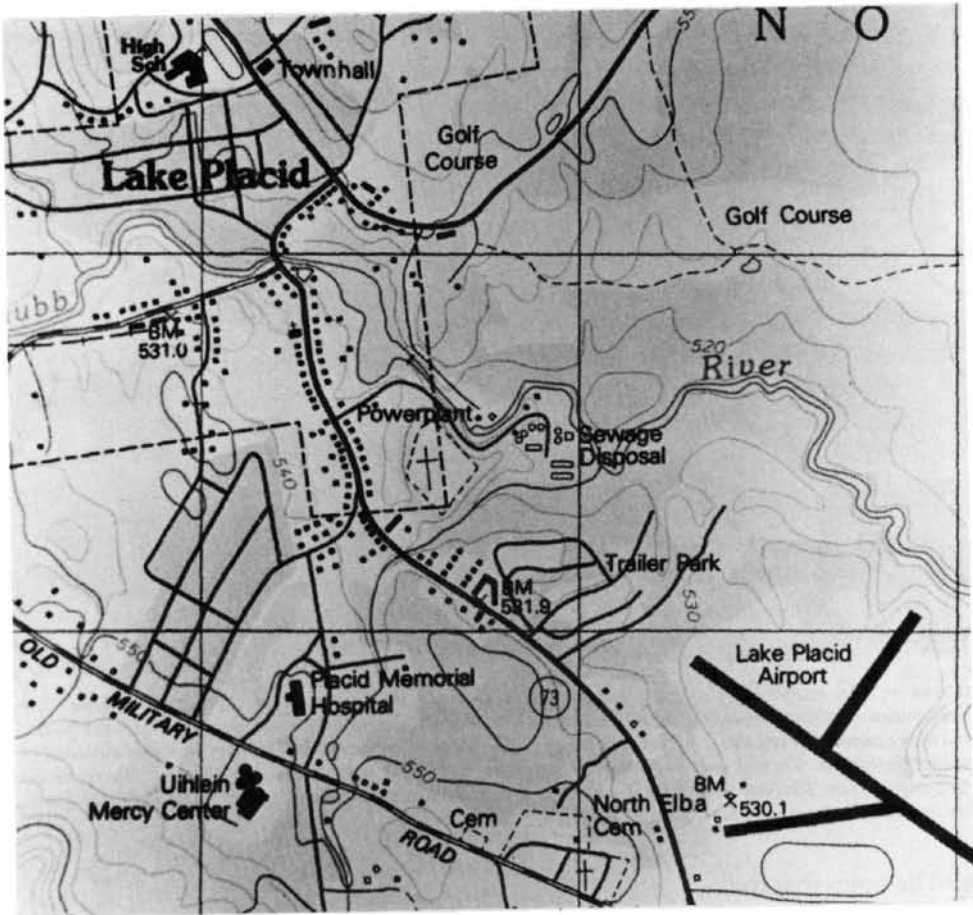 N O
High
Sch
Townhall
550
Golf
Course
Lake Placid
Golf Course
BM
531.0
520
River
Powerplant
Sewage
Disposal
540
Trailer Park
BM
531.9
530
550
OLD MILITARY ROAD
Placid Memorial
Hospital
73
Lake Placid
Airport
550
Uihlein
Mercy Center
BM
530.1
North Elba
Cem
Cem